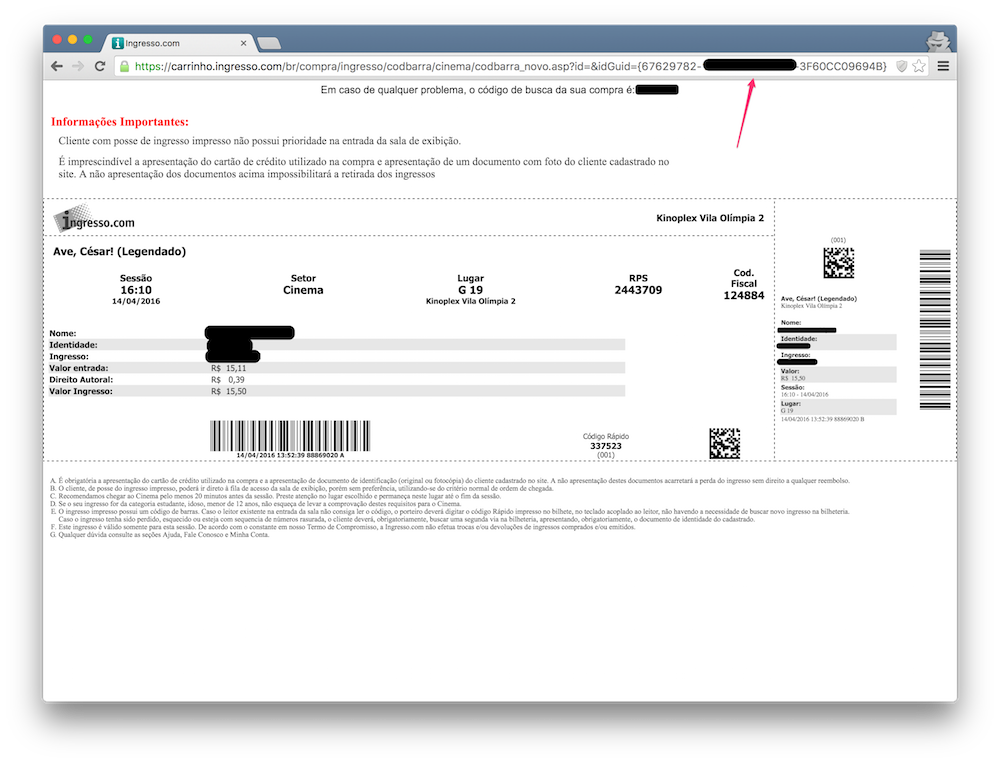 Ingresso.com
https://carrinho.ingresso.com/br/compra/ingresso/codbarra/cinema/codbarra_novo.asp?id=&idGuid={67629782- -3F60CC09694B}
Em caso de qualquer problema, o código de busca da sua compra é:
Informações Importantes:
Cliente com posse de ingresso impresso não possui prioridade na entrada da sala de exibição.
É imprescindível a apresentação do cartão de crédito utilizado na compra e apresentação de um documento com foto do cliente cadastrado no
site. A não apresentação dos documentos acima impossibilitará a retirada dos ingressos
ingresso.com
Kinoplex Vila Olímpia 2
Ave, César! (Legendado)
Sessão
16:10
14/04/2016
Setor
Cinema
Lugar
G 19
Kinoplex Vila Olímpia 2
RPS
2443709
Cod.
Fiscal
124884
Nome:
Identidade:
Ingresso:
Valor entrada: R$ 15,11
Direito Autoral: R$ 0,39
Valor Ingresso: R$ 15,50
14/04/2016 13:52:39 88869020 A
Código Rápido
337523
(001)
(001)
Ave, César! (Legendado)
Kinoplex Vila Olímpia 2
Nome:
Identidade:
Ingresso:
Valor:
R$ 15,50
Sessão:
16:10 - 14/04/2016
Lugar:
G 19
14/04/2016 13:52:39 88869020 B
A. É obrigatória a apresentação do cartão de crédito utilizado na compra e a apresentação de documento de identificação (original ou fotocópia) do cliente cadastrado no site. A não apresentação destes documentos acarretará a perda do ingresso sem direito a qualquer reembolso.
B. O cliente, de posse do ingresso impresso, poderá ir direto à fila de acesso da sala de exibição, porém sem preferência, utilizando-se do critério normal de ordem de chegada.
C. Recomendamos chegar ao Cinema pelo menos 20 minutos antes da sessão. Preste atenção no lugar escolhido e permaneça neste lugar até o fim da sessão.
D. Se o seu ingresso for da categoria estudante, idoso, menor de 12 anos, não esqueça de levar a comprovação destes requisitos para o Cinema.
E. O ingresso impresso possui um código de barras. Caso o leitor existente na entrada da sala não consiga ler o código, o porteiro deverá digitar o código Rápido impresso no bilhete, no teclado acoplado ao leitor, não havendo a necessidade de buscar novo ingresso na bilheteria.
Caso o ingresso tenha sido perdido, esquecido ou esteja com sequencia de números rasurada, o cliente deverá, obrigatoriamente, buscar uma segunda via na bilheteria, apresentando, obrigatoriamente, o documento de identidade do cadastrado.
F. Este ingresso é válido somente para esta sessão. De acordo com o constante em nosso Termo de Compromisso, a Ingresso.com não efetua trocas e/ou devoluções de ingressos comprados e/ou emitidos.
G. Qualquer dúvida consulte as seções Ajuda, Fale Conosco e Minha Conta.